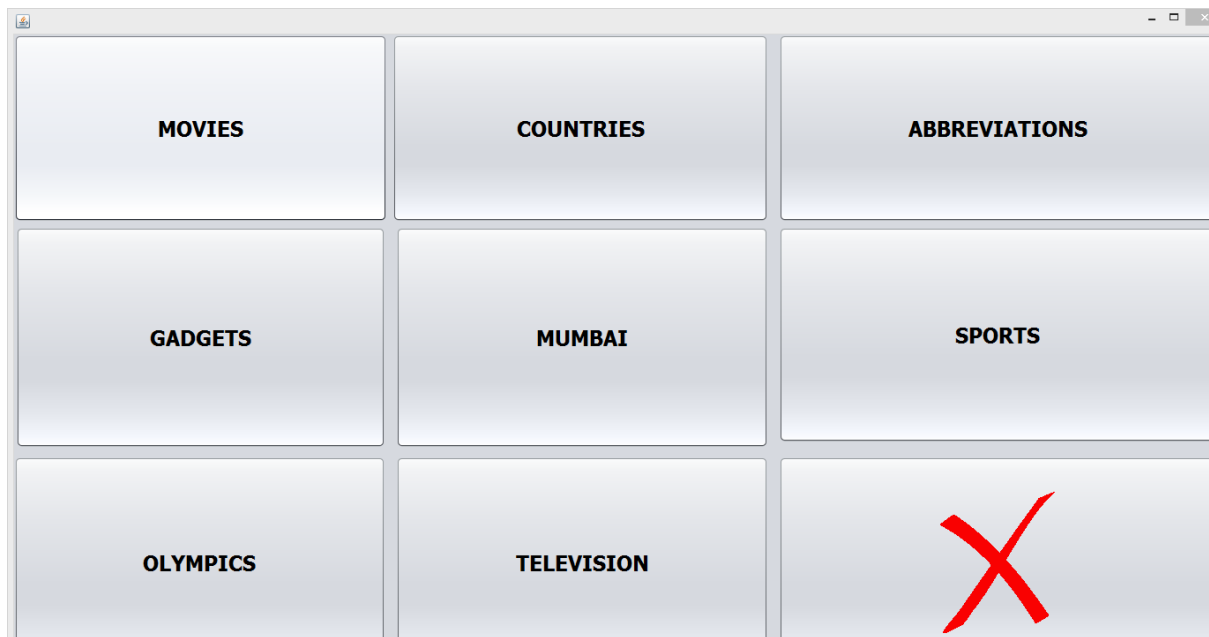 MOVIES
COUNTRIES
ABBREVIATIONS
GADGETS
MUMBAI
SPORTS
OLYMPICS
TELEVISION